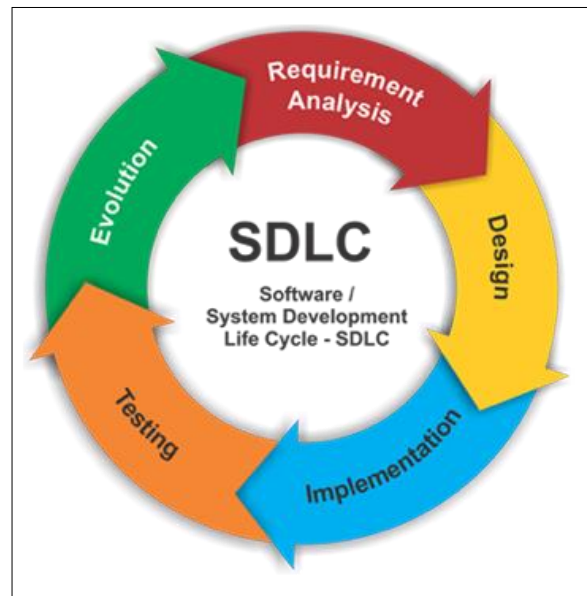 Requirement
Analysis
Design
Implementation
Testing
Evolution
SDLC
Software /
System Development
Life Cycle - SDLC